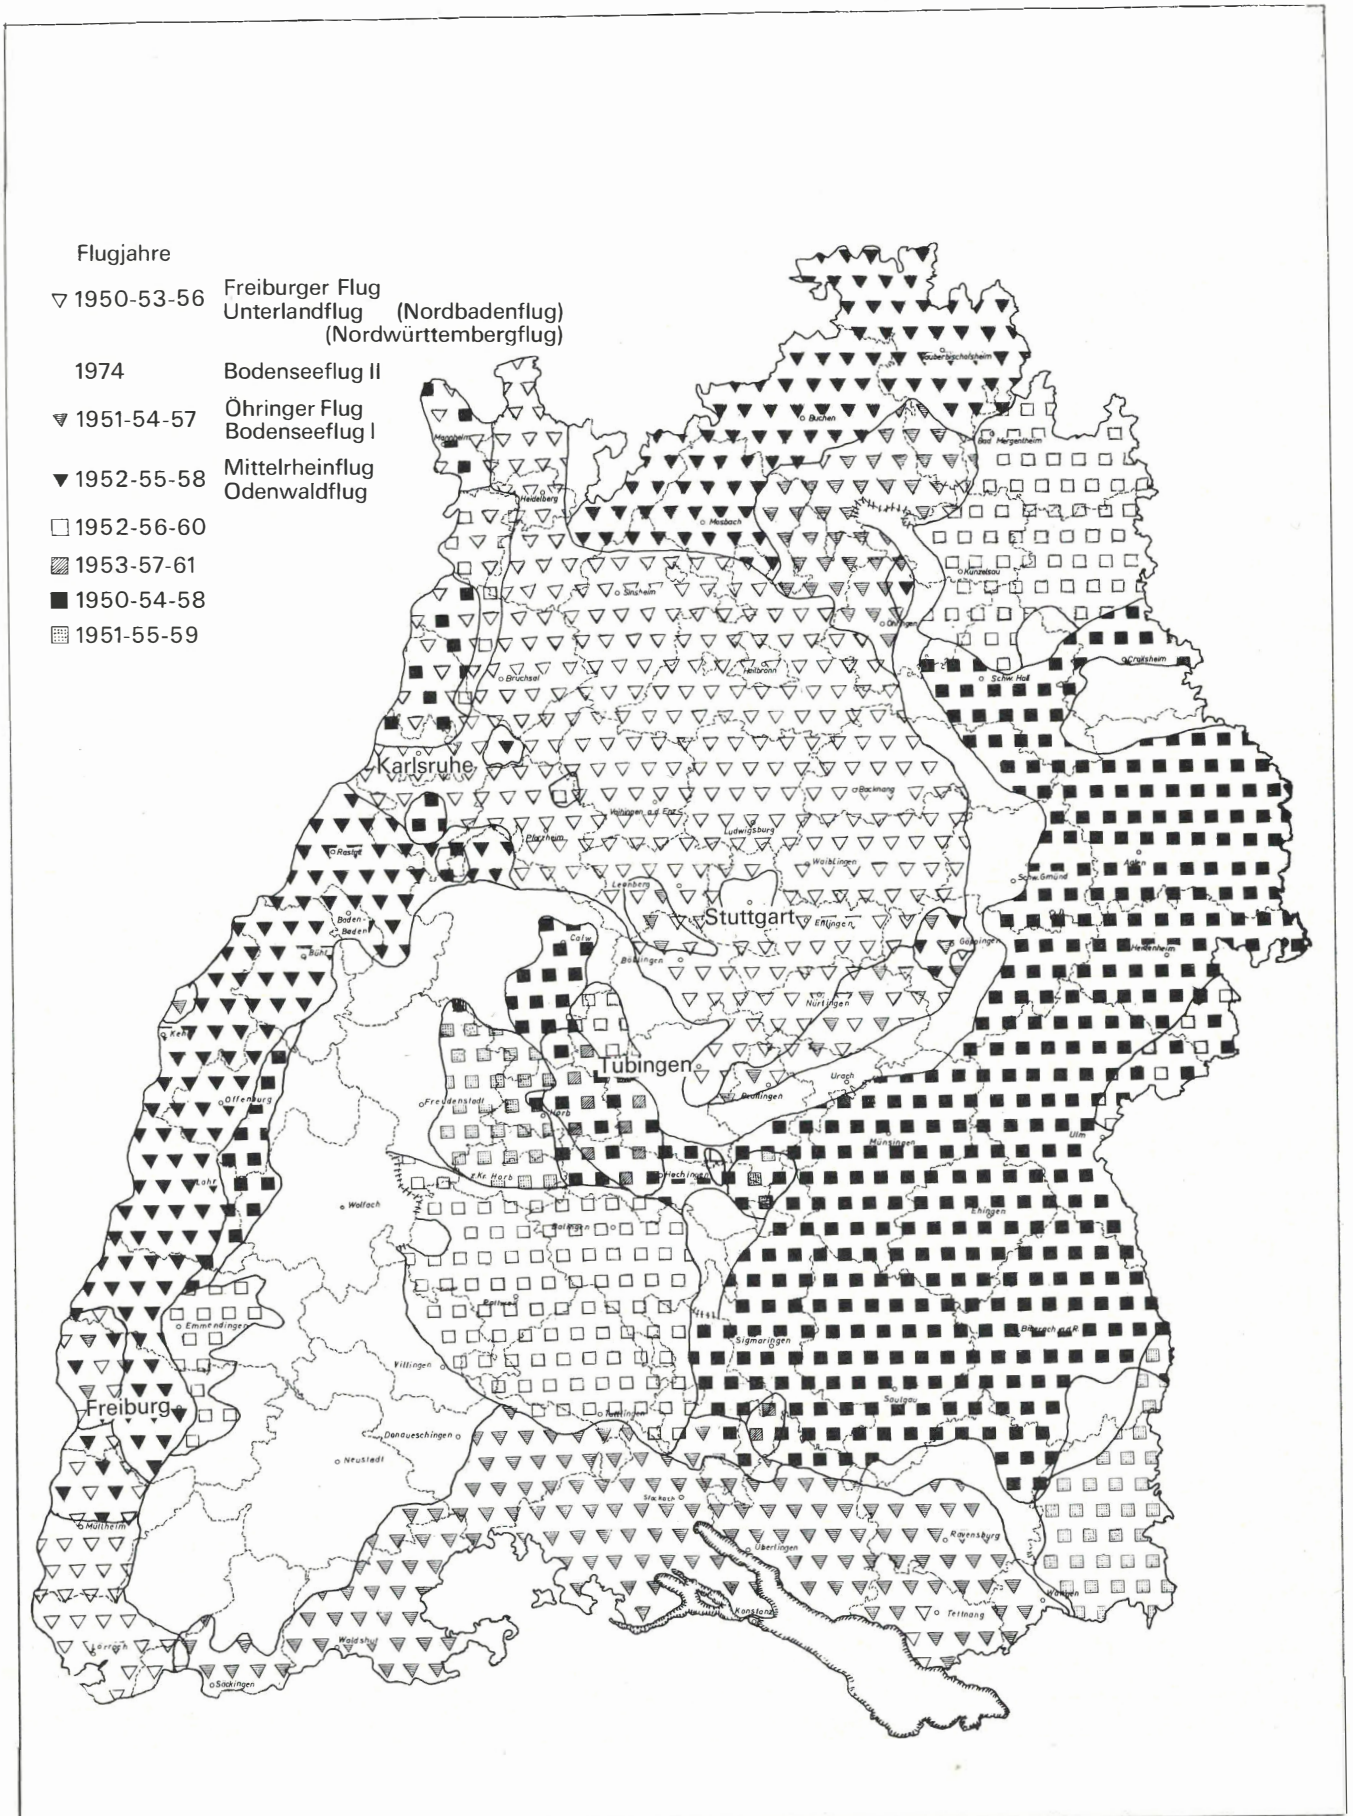 Flugjahre
1950-53-56 Freiburger Flug
Unterlandflug (Nordbadenflug)
(Nordwürttembergflug)
1974 Bodenseeflug II
1951-54-57 Öhringer Flug
Bodenseeflug I
1952-55-58 Mittelrheinflug
Odenwaldflug
1952-56-60
1953-57-61
1950-54-58
1951-55-59
Tauberbischofsheim
Buchen
Mannheim
Bad Mergentheim
Heidelberg
Mosbach
Künzelsau
Sinsheim
Öhringen
Crailsheim
Bruchsal
Heilbronn
Schw. Hall
Karlsruhe
Backnang
Vaihingen a.d. Enz
Pforzheim
Ludwigsburg
Rastatt
Waiblingen
Aalen
Leonberg
Schw. Gmünd
Baden-
Baden
Stuttgart
Eßlingen
Bühl
Calw
Böblingen
Göppingen
Heidenheim
Nürtingen
Kehl
Tübingen
Urach
Offenburg
Freudenstadt
Horb
Reutlingen
Münsingen
Ulm
Lahr
z.Kr. Horb
Hechingen
Wolfach
Balingen
Ehingen
Rottweil
Emmendingen
Sigmaringen
Biberach a.d.R
Villingen
Saulgau
Freiburg
Tuttlingen
Donaueschingen
Neustadt
Stockach
Müllheim
Überlingen
Ravensburg
Wangen
Konstanz
Tettnang
Lörrach
Waldshut
Säckingen